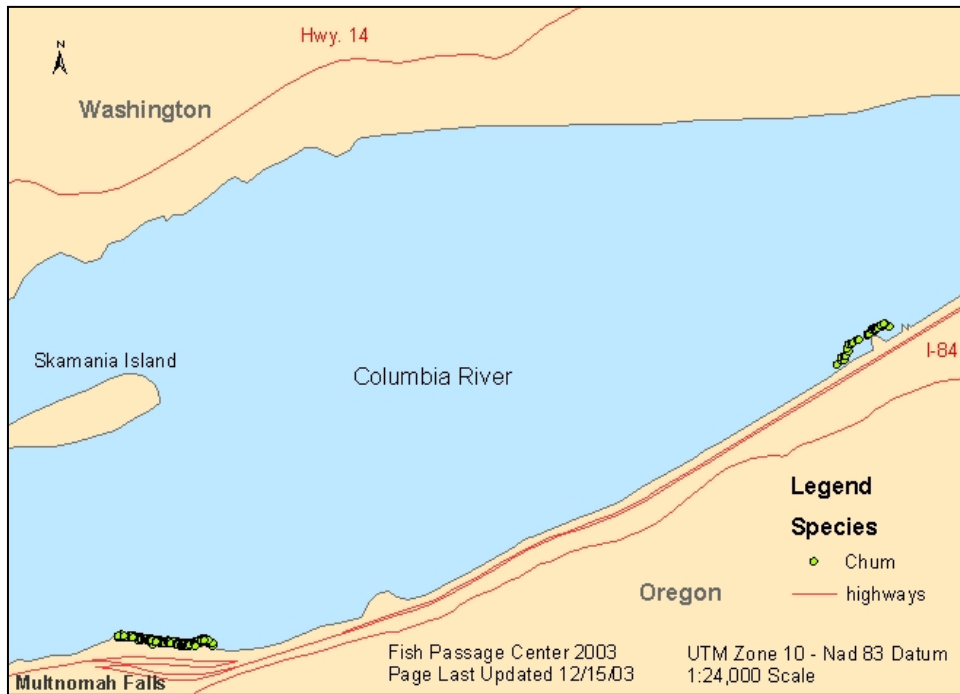 Hwy. 14
N
Washington
Skamania Island
Columbia River
I-84
Legend
Species
Chum
highways
Oregon
Fish Passage Center 2003
Page Last Updated 12/15/03
UTM Zone 10 - Nad 83 Datum
1:24,000 Scale
Multnomah Falls